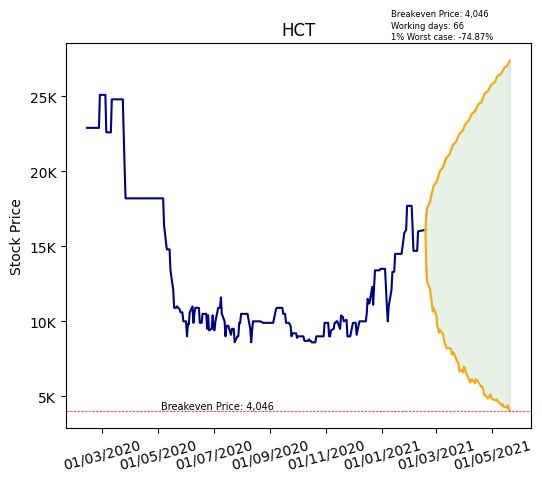 Breakeven Price: 4,046
Working days: 66
1% Worst case: -74.87%
HCT
Stock Price
25K
20K
15K
10K
5K
Breakeven Price: 4,046
01/03/2020
01/05/2020
01/07/2020
01/09/2020
01/11/2020
01/01/2021
01/03/2021
01/05/2021